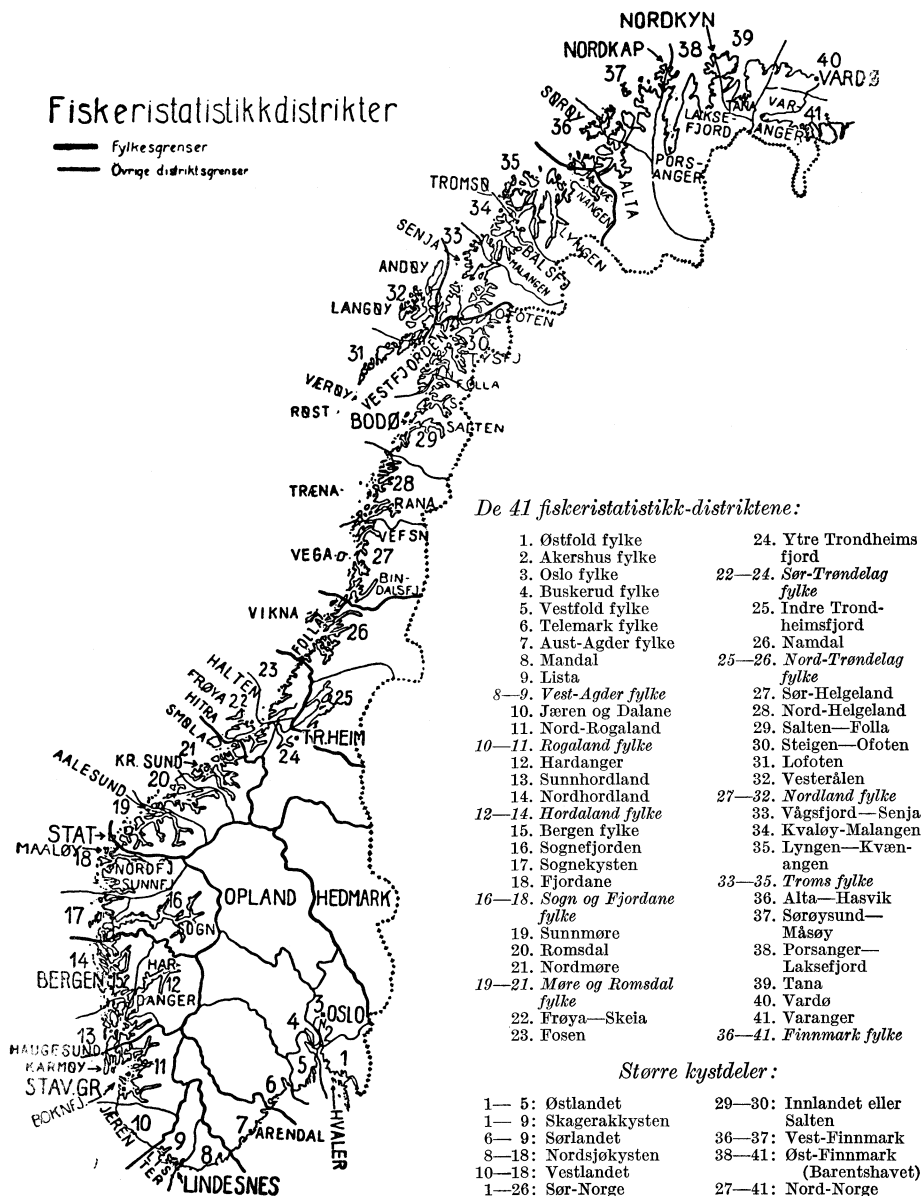 Fiskeristatistikkdistrikter
Fylkesgrenser
Övrige distriktsgrenser
NORDKYN
NORDKAP
38
39
40
VARDØ
37
SØRØY
36
LAKSE-
FJORD
TANA
VAR-
ANGER
41
PORS-
ANGER
ALTA
KVÆ
NANGEN
35
TROMSØ
34
LYNGEN
BALSFJ
MALANGEN
SENJA
33
ANDØY
32
LANGØY
OFOTEN
31
30
TYSFJ
VESTFJORDEN
FOLLA
VÆRØY
RØST
BODØ
SALTEN
29
28
TRÆNA
RANA
VEFSN
VEGA
27
BIN-
DALSFJ
VIKNA
FOLLA
26
HALTEN
23
FRØYA
22
25
HITRA
SMØLA
TR.HEIM
24
KR. SUND
21
20
AALESUND
19
STAT
MAALØY
18
NORDFJ
SUNNFJ
OPLAND
HEDMARK
16
17
SOGN
14
BERGEN
15
HAR-
12
DANGER
3
OSLO
4
2
13
HAUGESUND
KARMØY
11
STAV.GR
BOKNFJ.
5
1
6
JÆREN
10
9
7
ARENDAL
HVALER
LISTER
8
LINDESNES
De 41 fiskeristatistikk-distriktene:
1. Østfold fylke
2. Akershus fylke
3. Oslo fylke
4. Buskerud fylke
5. Vestfold fylke
6. Telemark fylke
7. Aust-Agder fylke
8. Mandal
9. Lista
8—9. Vest-Agder fylke
10. Jæren og Dalane
11. Nord-Rogaland
10—11. Rogaland fylke
12. Hardanger
13. Sunnhordland
14. Nordhordland
12—14. Hordaland fylke
15. Bergen fylke
16. Sognefjorden
17. Sognekysten
18. Fjordane
16—18. Sogn og Fjordane
fylke
19. Sunnmøre
20. Romsdal
21. Nordmøre
19—21. Møre og Romsdal
fylke
22. Frøya—Skeia
23. Fosen
24. Ytre Trondheims
fjord
22—24. Sør-Trøndelag
fylke
25. Indre Trond-
heimsfjord
26. Namdal
25—26. Nord-Trøndelag
fylke
27. Sør-Helgeland
28. Nord-Helgeland
29. Salten—Folla
30. Steigen—Ofoten
31. Lofoten
32. Vesterålen
27—32. Nordland fylke
33. Vågsfjord—Senja
34. Kvaløy-Malangen
35. Lyngen—Kvæn-
angen
33—35. Troms fylke
36. Alta—Hasvik
37. Sørøysund—
Måsøy
38. Porsanger—
Laksefjord
39. Tana
40. Vardø
41. Varanger
36—41. Finnmark fylke
Større kystdeler:
1— 5: Østlandet
1— 9: Skagerakkysten
6— 9: Sørlandet
8—18: Nordsjøkysten
10—18: Vestlandet
1—26: Sør-Norge
29—30: Innlandet eller
Salten
36—37: Vest-Finnmark
38—41: Øst-Finnmark
(Barentshavet)
27—41: Nord-Norge